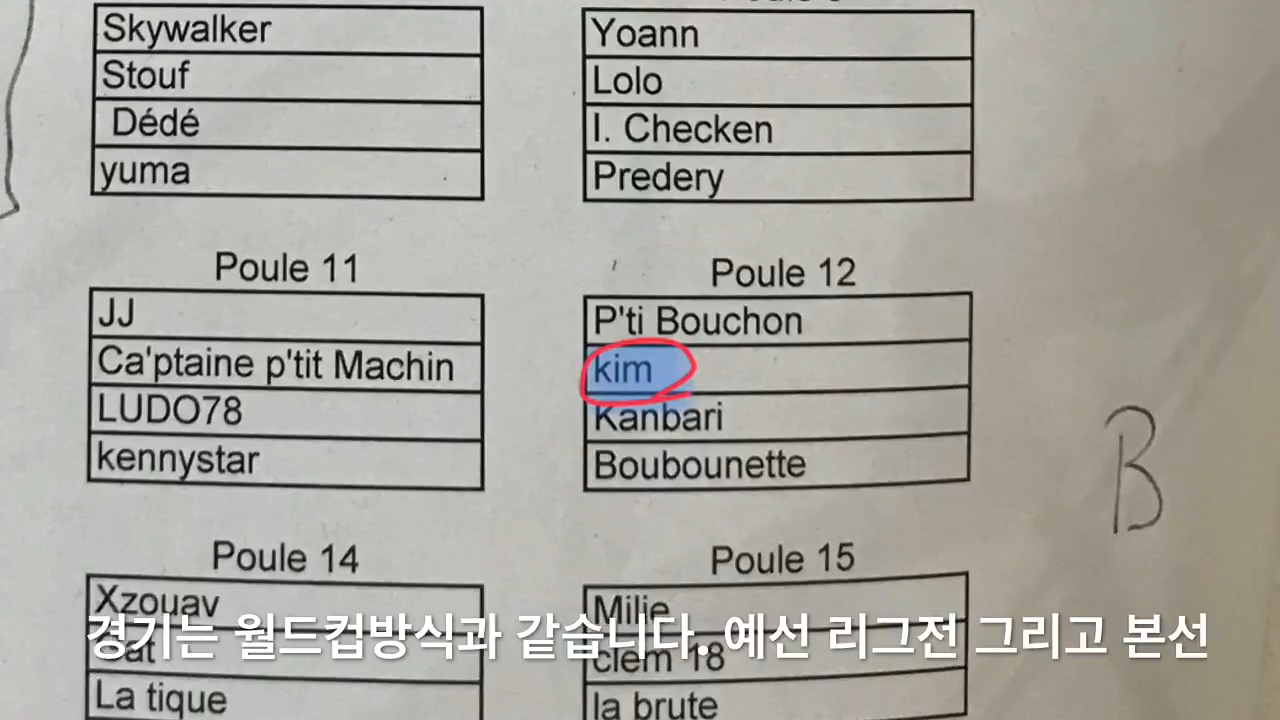 Skywalker
Stouf
Dédé
yuma
Yoann
Lolo
I. Checken
Predery
Poule 11
JJ
Ca'ptaine p'tit Machin
LUDO78
kennystar
Poule 12
P'ti Bouchon
kim
Kanbari
Boubounette
B
Poule 14
Xzouav
La tique
Poule 15
Milie
clem 18
la brute
경기는 월드컵방식과 같습니다. 예선 리그전 그리고 본선